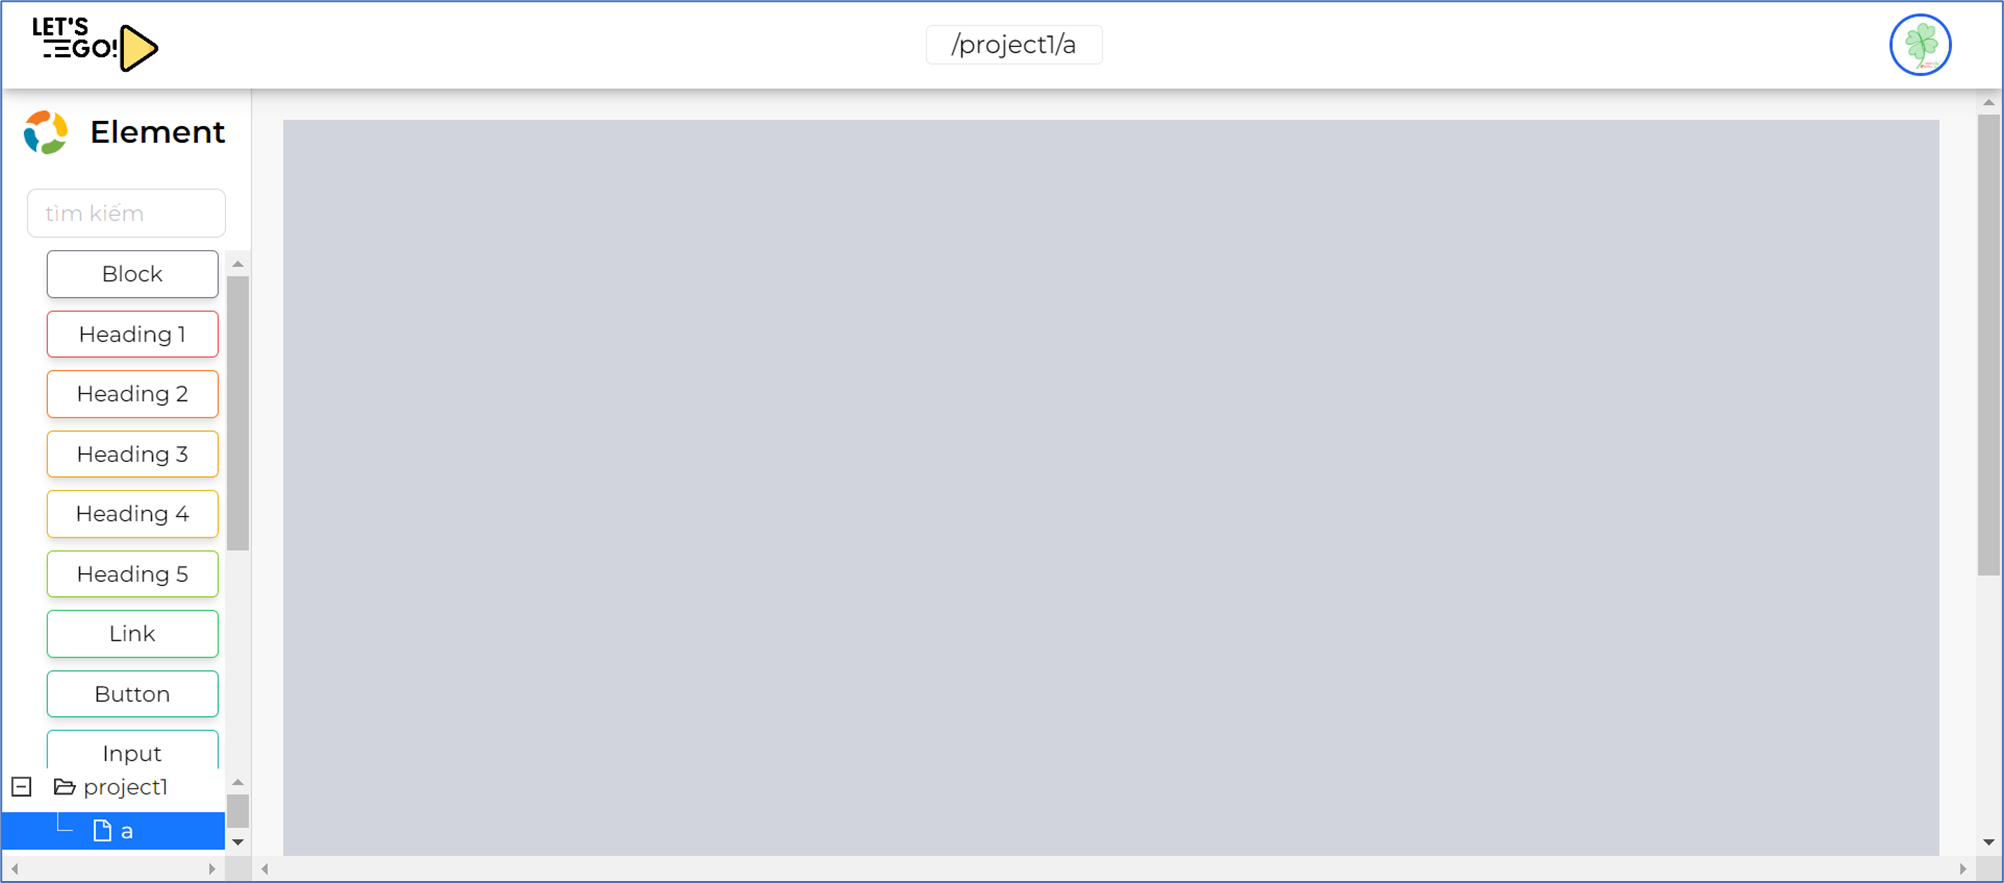 LET'S
GO!
/project1/a
Element
tìm kiếm
Block
Heading 1
Heading 2
Heading 3
Heading 4
Heading 5
Link
Button
Input
project1
a